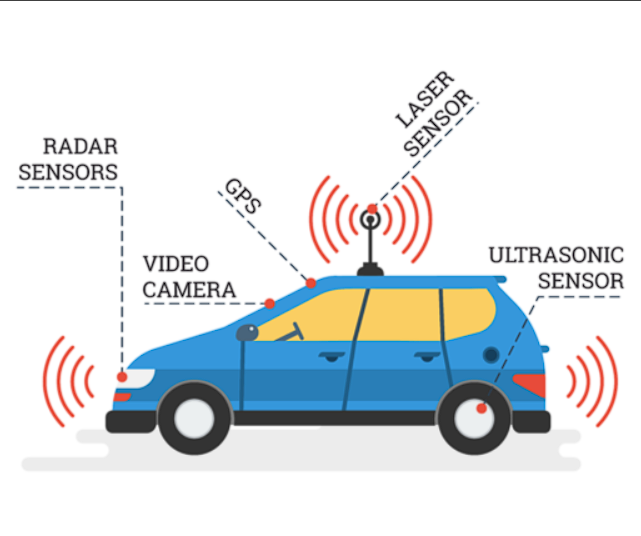 LASER
SENSOR
RADAR
SENSORS
GPS
VIDEO
CAMERA
ULTRASONIC
SENSOR